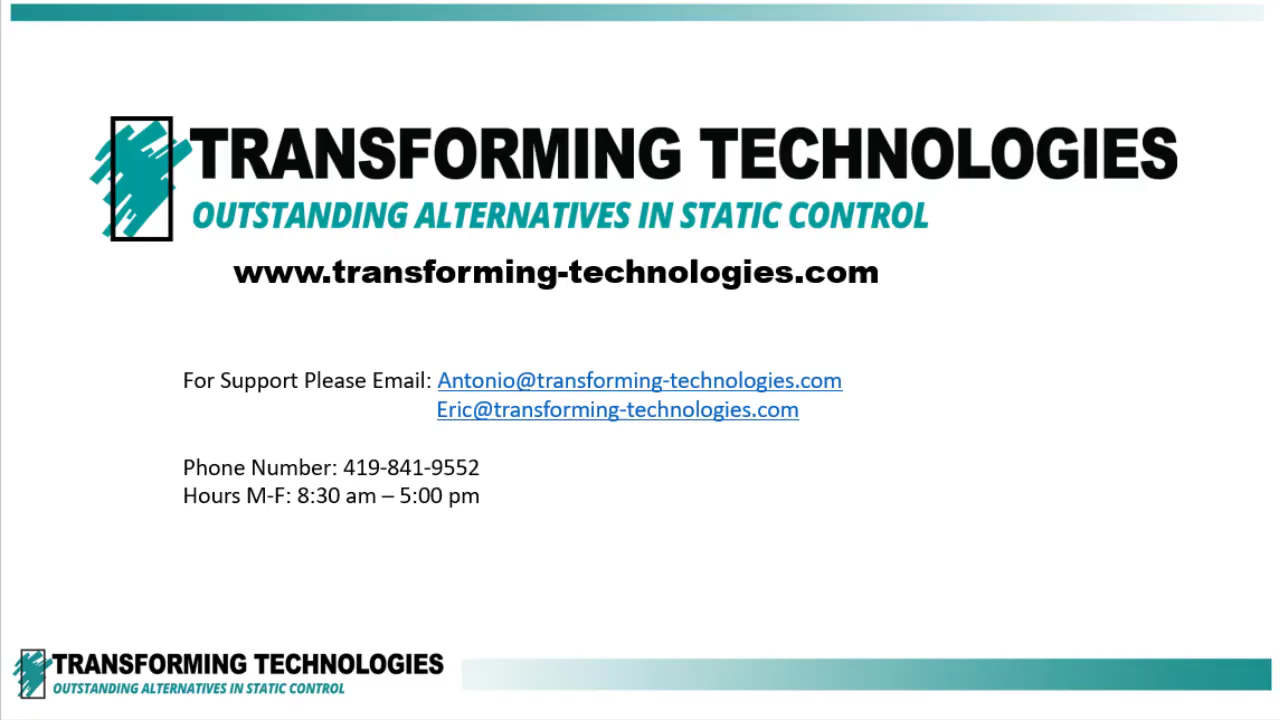 TRANSFORMING TECHNOLOGIES
OUTSTANDING ALTERNATIVES IN STATIC CONTROL
www.transforming-technologies.com
For Support Please Email: Antonio@transforming-technologies.com
Eric@transforming-technologies.com
Phone Number: 419-841-9552
Hours M-F: 8:30 am – 5:00 pm
TRANSFORMING TECHNOLOGIES
OUTSTANDING ALTERNATIVES IN STATIC CONTROL